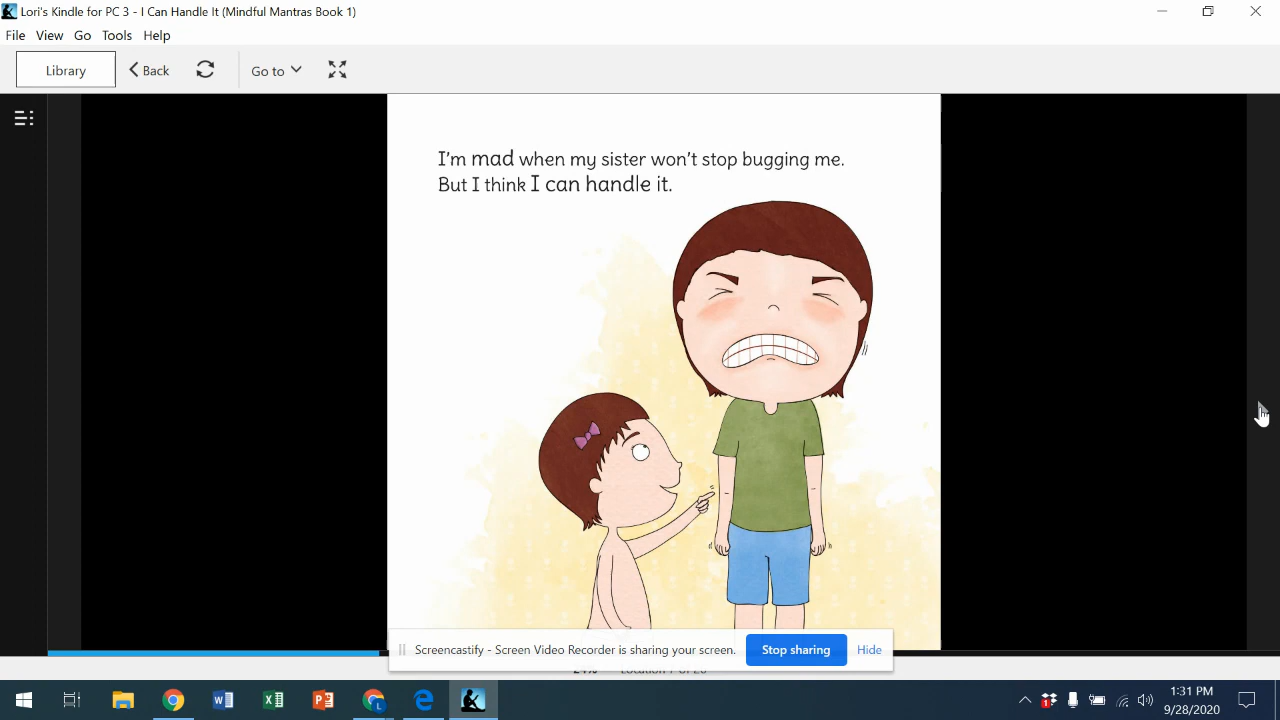 Lori's Kindle for PC 3 - I Can Handle It (Mindful Mantras Book 1)
File View Go Tools Help
Library Back Go to
I'm mad when my sister won't stop bugging me.
But I think I can handle it.
Screencastify - Screen Video Recorder is sharing your screen. Stop sharing Hide
1:31 PM
9/28/2020